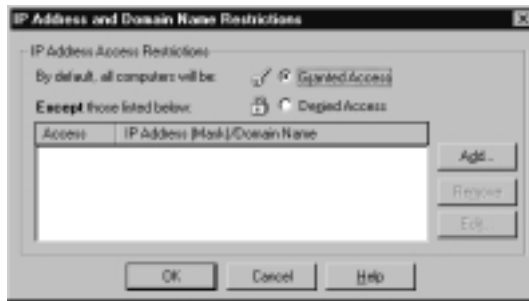 IP Address and Domain Name Restrictions
IP Address Access Restrictions
By default, all computers will be:
Granted Access
Except those listed below:
Denied Access
Access
IP Address (Mask)/Domain Name
Add...
Remove
Edit...
OK
Cancel
Help